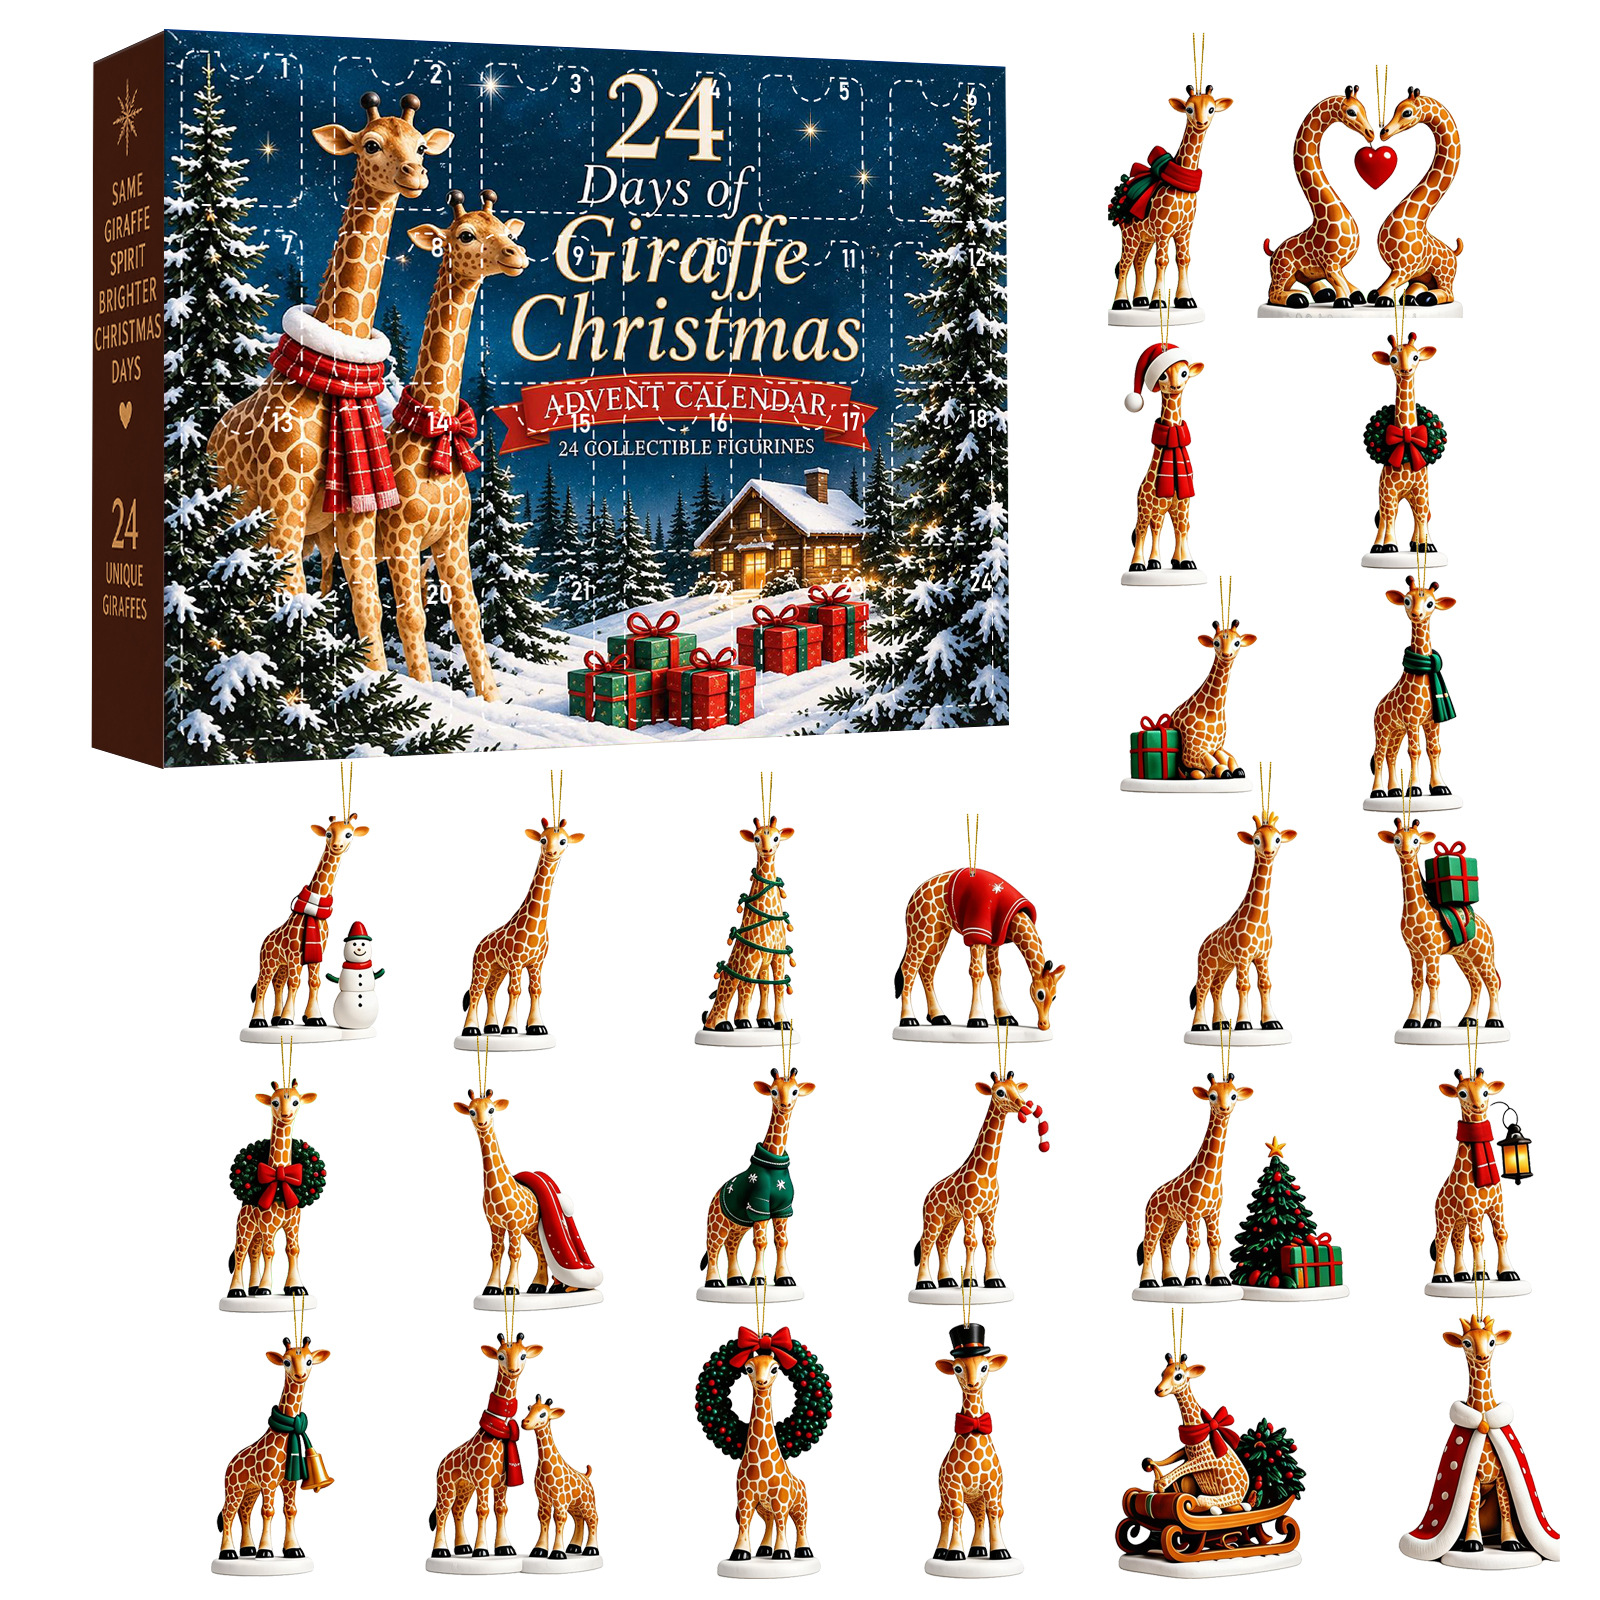 SAME
GIRAFFE
SPIRIT
BRIGHTER
CHRISTMAS
DAYS
24
UNIQUE
GIRAFFES
1 2 3 4 5 6
24
Days of
Giraffe
7 8 9 10 11 12
Christmas
ADVENT CALENDAR
13 14 15 16 17 18
24 COLLECTIBLE FIGURINES
19 20 21 22 23 24